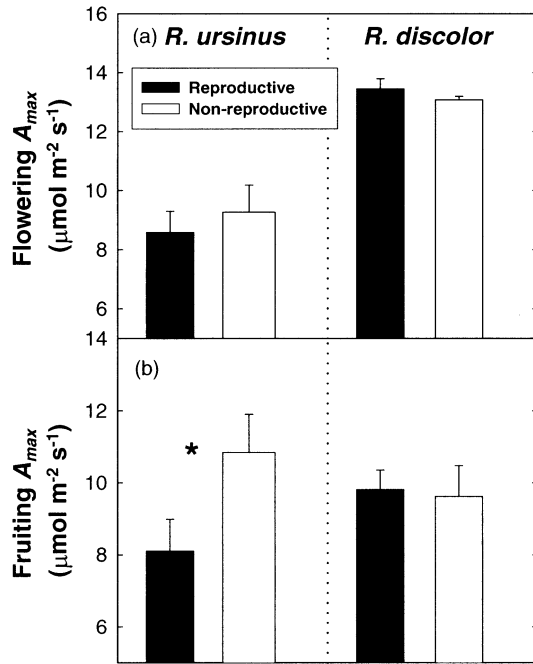 (a) R. ursinus R. discolor
Reproductive
Non-reproductive
Flowering Amax
(μmol m-2 s-1)
16
14
12
10
8
6
14
(b)
*
Fruiting Amax
(μmol m-2 s-1)
12
10
8
6